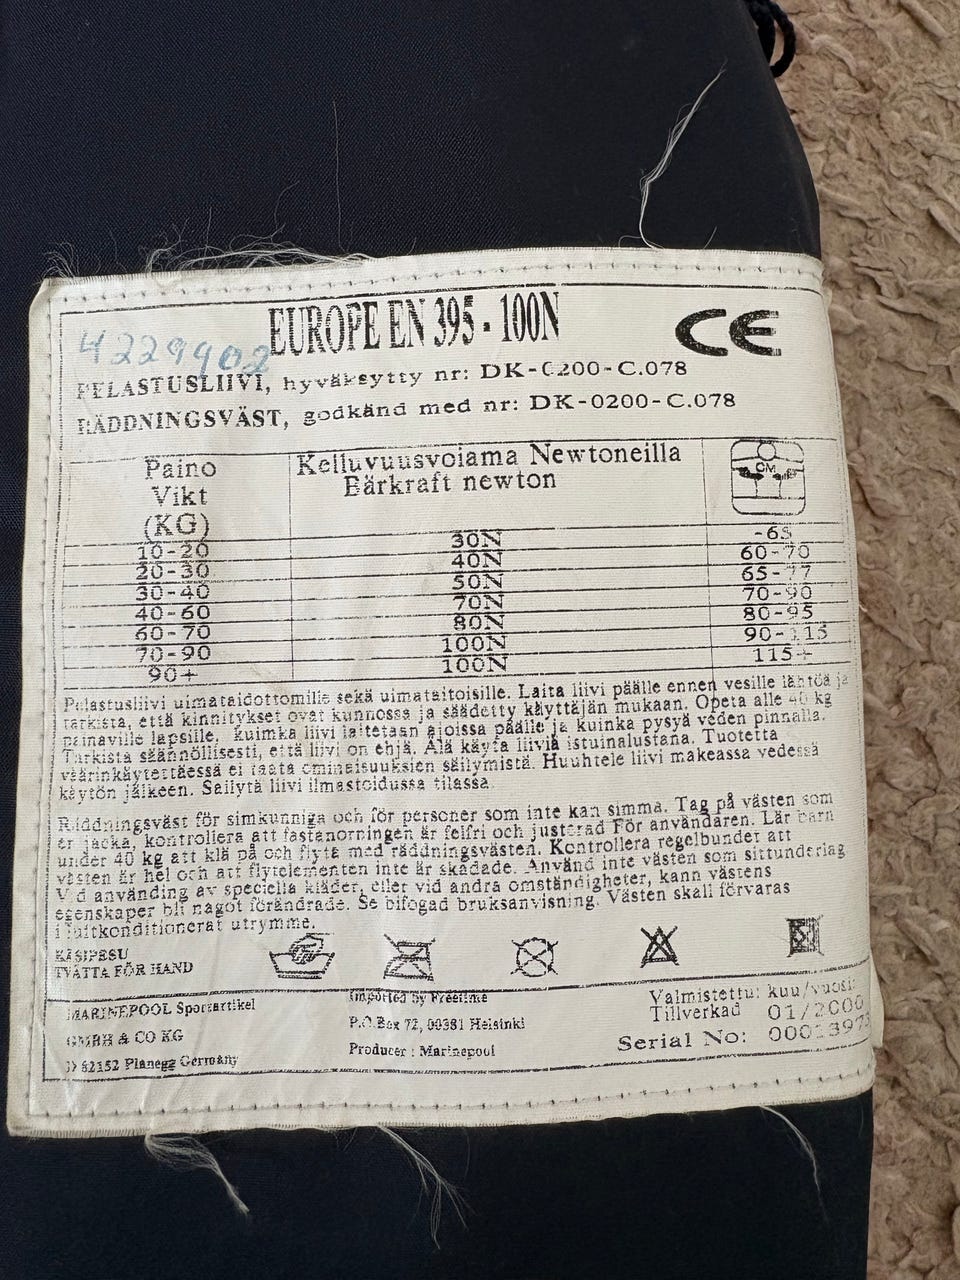 EUROPE EN 395 - 100N
CE
4229902
PELASTUSLIIVI, hyväksytty nr: DK-0200-C.078
RÄDDNINGSVÄST, godkänd med nr: DK-0200-C.078
Paino
Vikt
(KG)
Kelluvuusvoiama Newtoneilla
Bärkraft newton
CM
10-20 30N -65
20-30 40N 60-70
30-40 50N 65-77
40-60 70N 70-90
60-70 80N 80-95
70-90 100N 90-115
90+ 100N 115+
Pelastusliivi uimataidottomille sekä uimataitoisille. Laita liivi päälle ennen vesille lähtöä ja
tarkista, että kinnitykset ovat kunnossa ja säädetty käyttäjän mukaan. Opeta alle 40 kg
painaville lapsille, kuimka liivi laitetaan ajoissa päälle ja kuinka pysyä veden pinnalla.
Tarkista säännöllisesti, että liivi on ehjä. Älä käytä liiviä istuinalustana. Tuotetta
väärinkäytettäessä ei taata ominaisuuksien säilymistä. Huuhtele liivi makeassa vedessä
käytön jälkeen. Säilytä liivi ilmastoidussa tilassa.
Räddningsväst för simkunniga och för personer som inte kan simma. Tag på västen som
er jacka, kontrollera att fastanorningen är felfri och justerad För användaren. Lär barn
under 40 kg att klä på och flyta med räddningsvästen. Kontrollera regelbundet att
västen är hel och att flytelementen inte är skadade. Använd inte västen som sittunderlag
Vid använding av speciella kläder, eller vid andra omständigheter, kann västens
egenskaper bli något förändrade. Se bifogad bruksanvisning. Västen skall förvaras
i luftkonditionerat utrymme.
KÄSIPESU
TVÄTTA FÖR HAND
MARINEPOOL Sportartikel
GMBH & CO KG
D 82152 Planegg Germany
Imported by Freetime
P.O.Box 72, 00381 Helsinki
Producer : Marinepool
Valmistettu: kuu/vuosi:
Tillverkad 01/2000
Serial No: 0001397